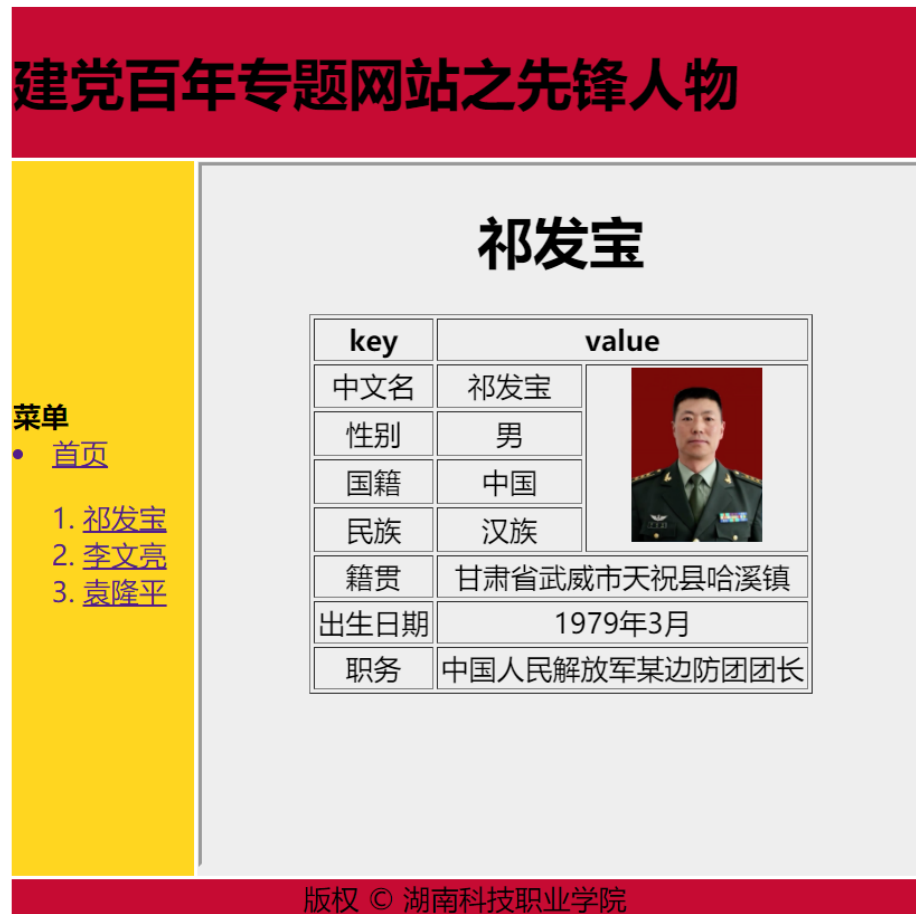 建党百年专题网站之先锋人物
菜单
• 首页
1. 祁发宝
2. 李文亮
3. 袁隆平
祁发宝
key value
中文名 祁发宝
性别 男
国籍 中国
民族 汉族
籍贯 甘肃省武威市天祝县哈溪镇
出生日期 1979年3月
职务 中国人民解放军某边防团团长
版权 © 湖南科技职业学院